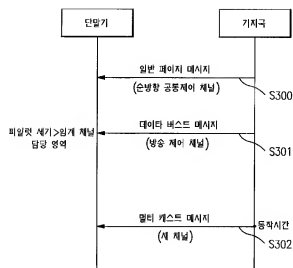 단말기
기지국
일반 페이지 메시지
(순방향 공통제어 채널)
S300
데이타 버스트 메시지
(방송 제어 채널)
S301
파일럿 세기>임계 채널
담당 영역
멀티 캐스트 메시지
(새 채널)
동작시간
S302